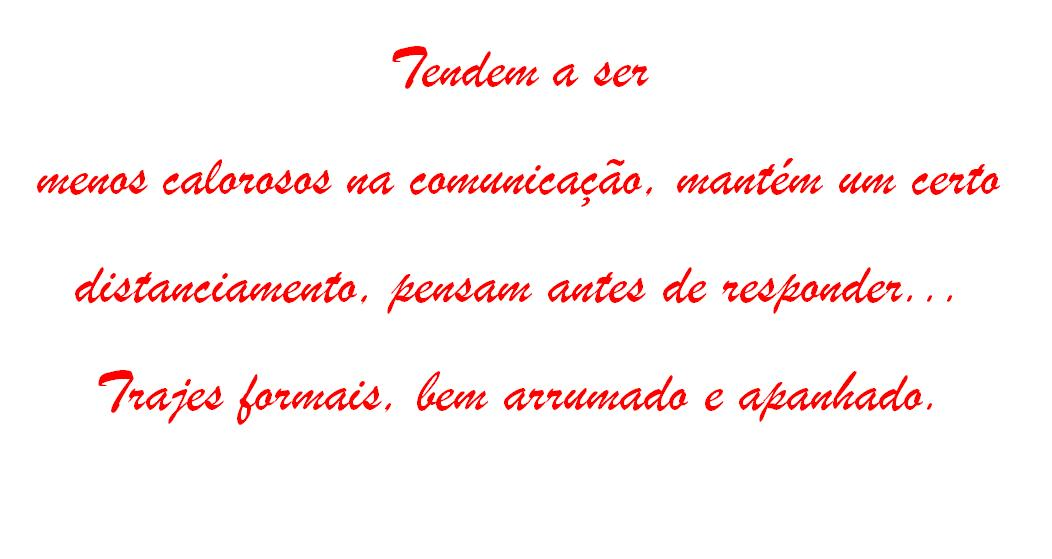 Tendem a ser
menos calorosos na comunicação, mantém um certo
distanciamento, pensam antes de responder...
Trajes formais, bem arrumado e apanhado.